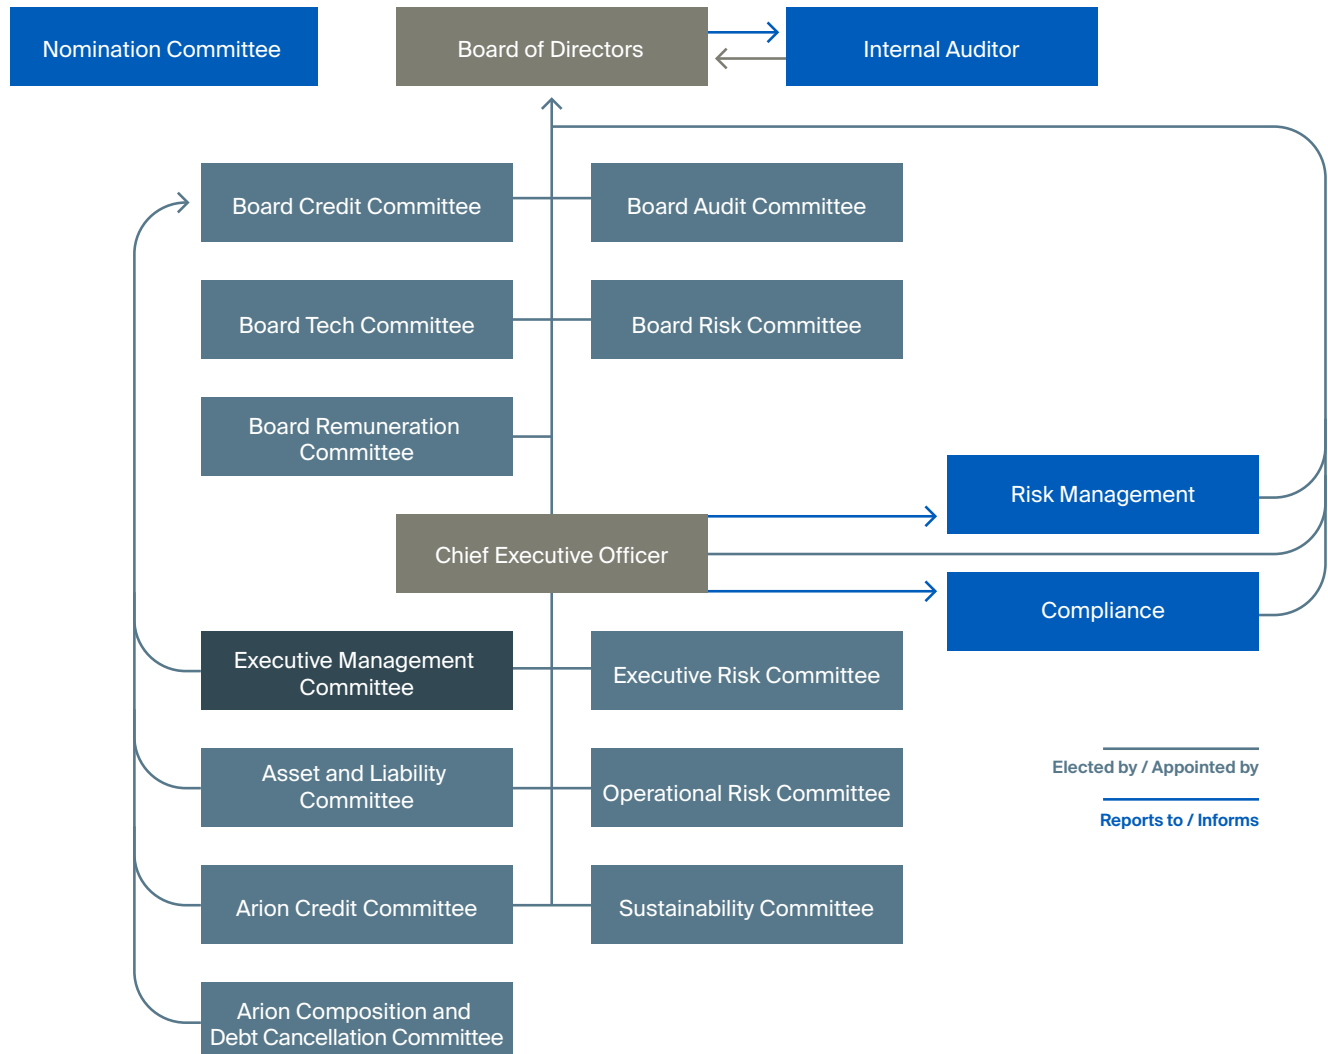 Nomination Committee
Board of Directors
Internal Auditor
Board Credit Committee
Board Audit Committee
Board Tech Committee
Board Risk Committee
Board Remuneration
Committee
Risk Management
Chief Executive Officer
Compliance
Executive Management
Committee
Executive Risk Committee
Asset and Liability
Committee
Operational Risk Committee
Elected by / Appointed by
Reports to / Informs
Arion Credit Committee
Sustainability Committee
Arion Composition and
Debt Cancellation Committee